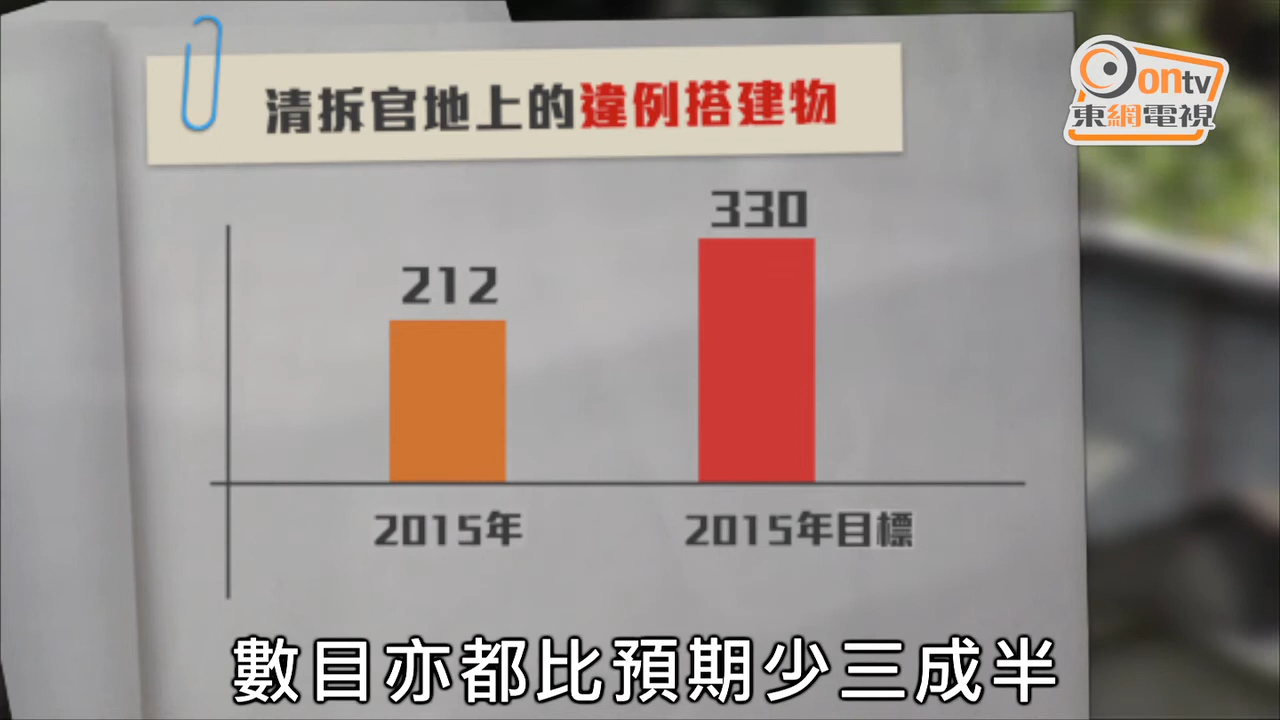 清拆官地上的違例搭建物
ontv
東網電視
330
212
2015年
2015年目標
數目亦都比預期少三成半